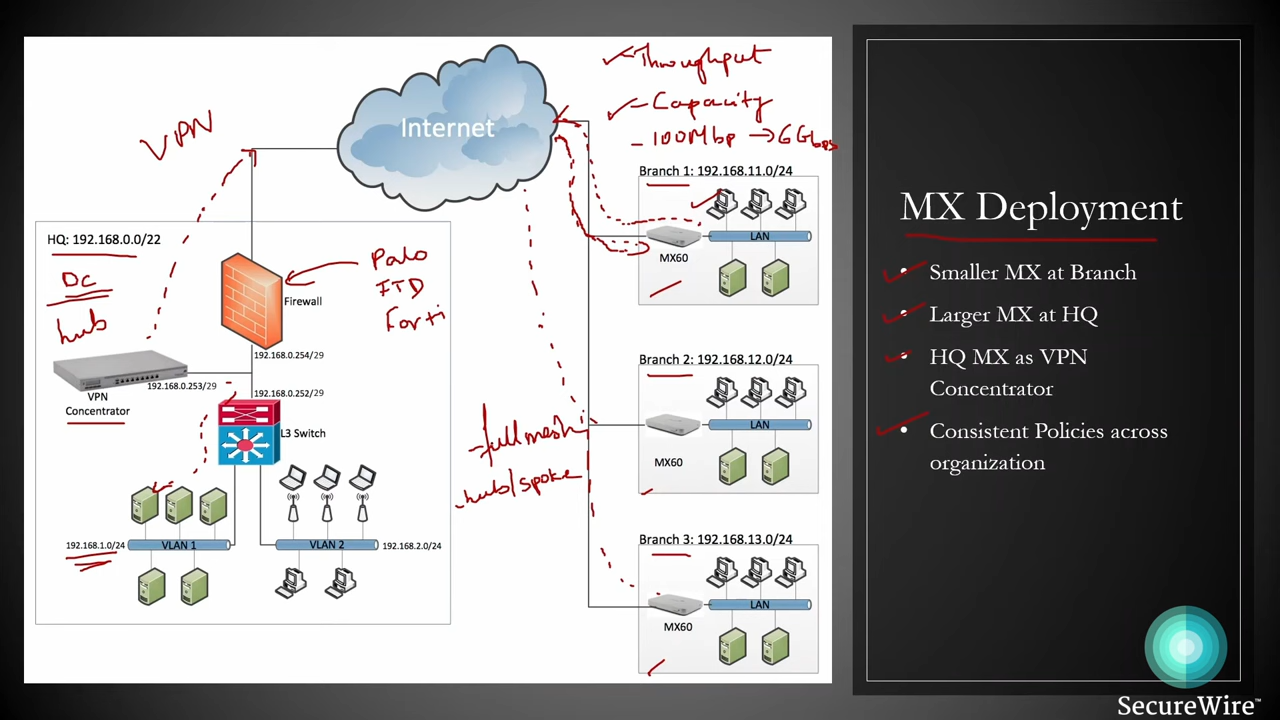 VPN
Internet
- Throughput
- Capacity
- 100Mbp → 6Gbps
HQ: 192.168.0.0/22
DC
hub
Palo
FTD
Forti
Firewall
192.168.0.254/29
192.168.0.253/29
VPN
Concentrator
192.168.0.252/29
L3 Switch
192.168.1.0/24
VLAN 1
VLAN 2
192.168.2.0/24
- full mesh
- hub/spoke
Branch 1: 192.168.11.0/24
LAN
MX60
Branch 2: 192.168.12.0/24
LAN
MX60
Branch 3: 192.168.13.0/24
LAN
MX60
MX Deployment
• Smaller MX at Branch
• Larger MX at HQ
• HQ MX as VPN
Concentrator
• Consistent Policies across
organization
SecureWire™